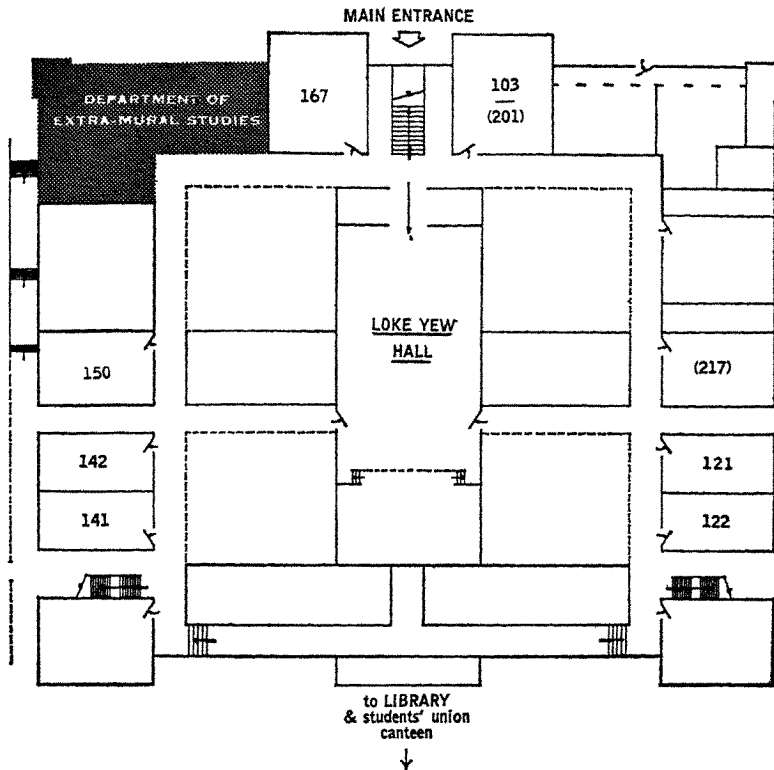 MAIN ENTRANCE
DEPARTMENT OF
EXTRA-MURAL STUDIES
167
103
(201)
LOKE YEW
HALL
150
(217)
142
121
141
122
to LIBRARY
& students' union
canteen